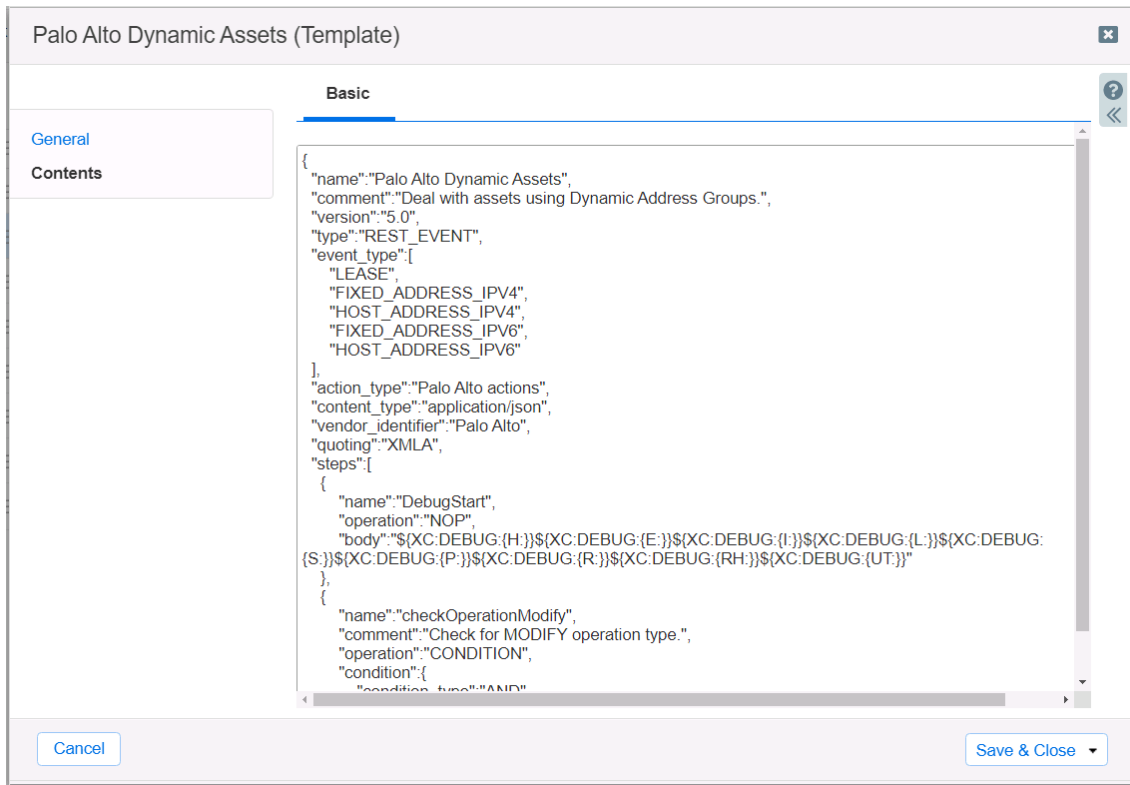 Palo Alto Dynamic Assets (Template)
Basic
General
Contents
{
"name":"Palo Alto Dynamic Assets",
"comment":"Deal with assets using Dynamic Address Groups.",
"version":"5.0",
"type":"REST_EVENT",
"event_type":[
"LEASE",
"FIXED_ADDRESS_IPV4",
"HOST_ADDRESS_IPV4",
"FIXED_ADDRESS_IPV6",
"HOST_ADDRESS_IPV6"
],
"action_type":"Palo Alto actions",
"content_type":"application/json",
"vendor_identifier":"Palo Alto",
"quoting":"XMLA",
"steps":[
{
"name":"DebugStart",
"operation":"NOP",
"body":"${XC:DEBUG:{H:}}${XC:DEBUG:{E:}}${XC:DEBUG:{I:}}${XC:DEBUG:{L:}}${XC:DEBUG:
{S:}}${XC:DEBUG:{P:}}${XC:DEBUG:{R:}}${XC:DEBUG:{RH:}}${XC:DEBUG:{UT:}}"
},
{
"name":"checkOperationModify",
"comment":"Check for MODIFY operation type.",
"operation":"CONDITION",
"condition":{
"condition_type":"AND"
Cancel
Save & Close